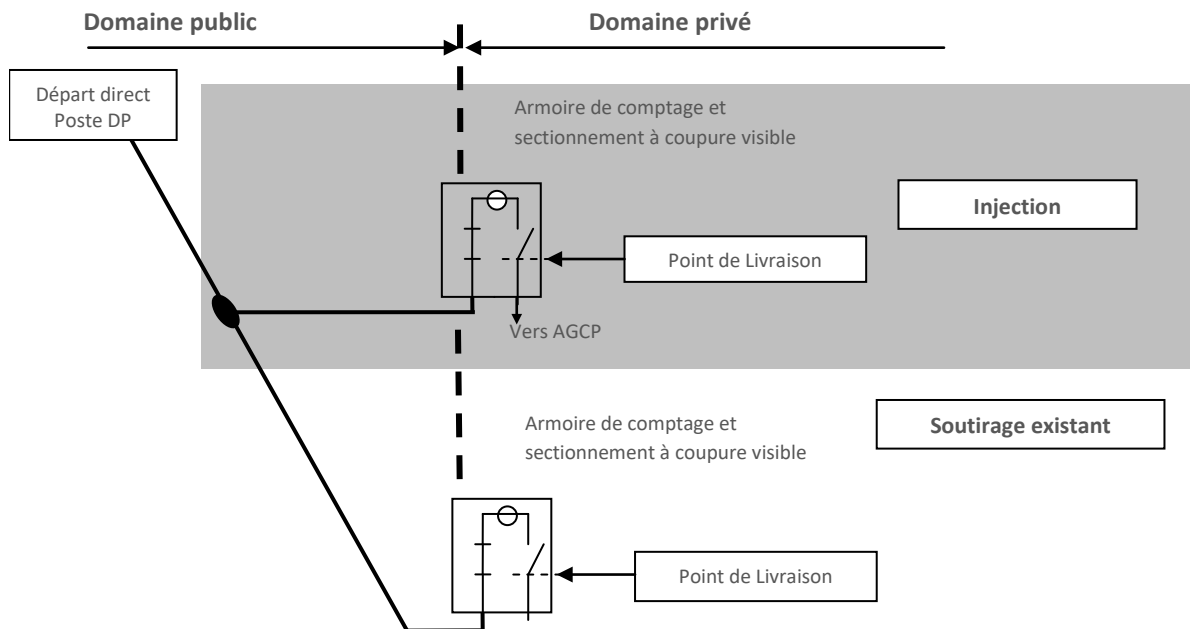 Domaine public
Domaine privé
Départ direct
Poste DP
Armoire de comptage et
sectionnement à coupure visible
Injection
Point de Livraison
Vers AGCP
Armoire de comptage et
sectionnement à coupure visible
Soutirage existant
Point de Livraison